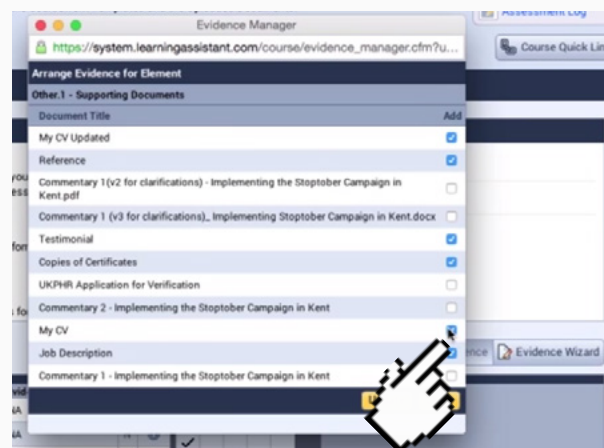 Evidence Manager
Assessment Log
https://system.learningassistant.com/course/evidence_manager.cfm?u...
Course Quick Lin
Arrange Evidence for Element
Other.1 - Supporting Documents
Document Title Add
My CV Updated
Reference
Commentary 1(v2 for clarifications) - Implementing the Stoptober Campaign in
Kent.pdf
Commentary 1 (v3 for clarifications)_ Implementing Stoptober Campaign in Kent.docx
Testimonial
Copies of Certificates
UKPHR Application for Verification
Commentary 2 - Implementing the Stoptober Campaign in Kent
My CV
Job Description
ence Evidence Wizard
Commentary 1 - Implementing the Stoptober Campaign in Kent